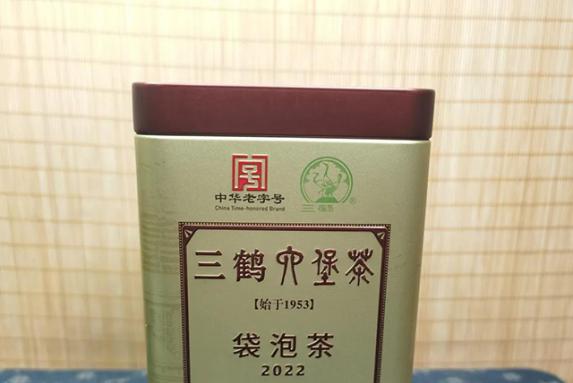 号
中华老字号
China Time-honored Brand
三鹤®
三鹤六堡茶
【始于1953】
袋泡茶
2022